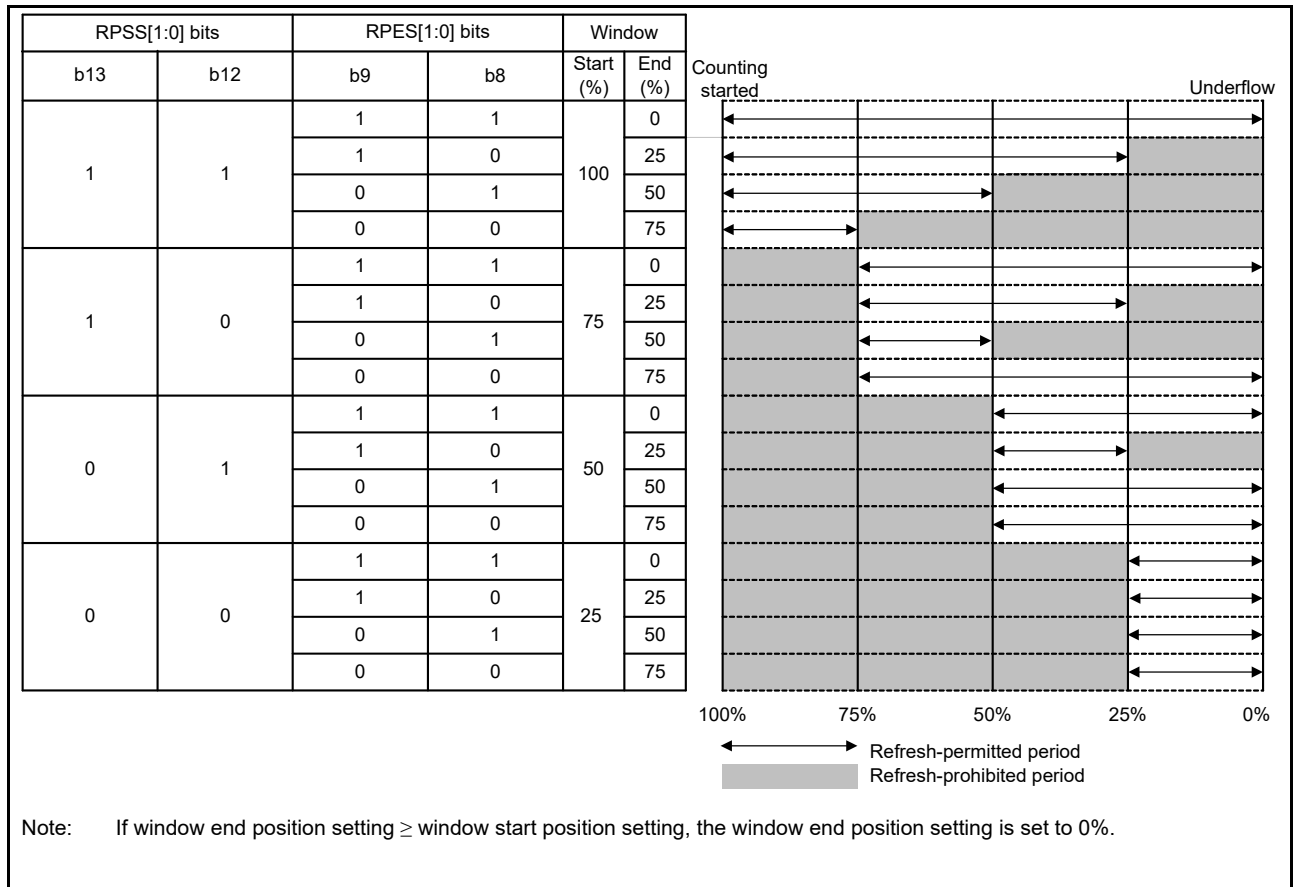 RPSS[1:0] bits RPES[1:0] bits Window
b13 b12 b9 b8 Start (%) End (%)
Counting started Underflow
1 1 1 1 100 0
1 0 25
0 1 50
0 0 75
1 0 1 1 75 0
1 0 25
0 1 50
0 0 75
0 1 1 1 50 0
1 0 25
0 1 50
0 0 75
0 0 1 1 25 0
1 0 25
0 1 50
0 0 75
100% 75% 50% 25% 0%
Refresh-permitted period
Refresh-prohibited period
Note: If window end position setting ≥ window start position setting, the window end position setting is set to 0%.